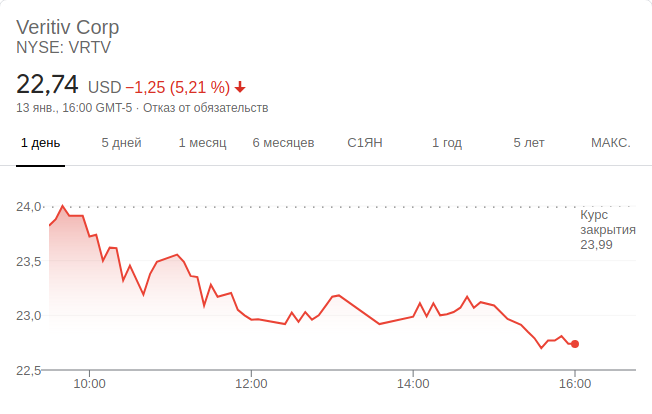 Veritiv Corp
NYSE: VRTV
22,74 USD −1,25 (5,21 %)
13 янв., 16:00 GMT-5 · Отказ от обязательств
1 день 5 дней 1 месяц 6 месяцев С1ЯН 1 год 5 лет МАКС.
24,0
Курс
закрытия
23,99
23,5
23,0
22,5
10:00 12:00 14:00 16:00